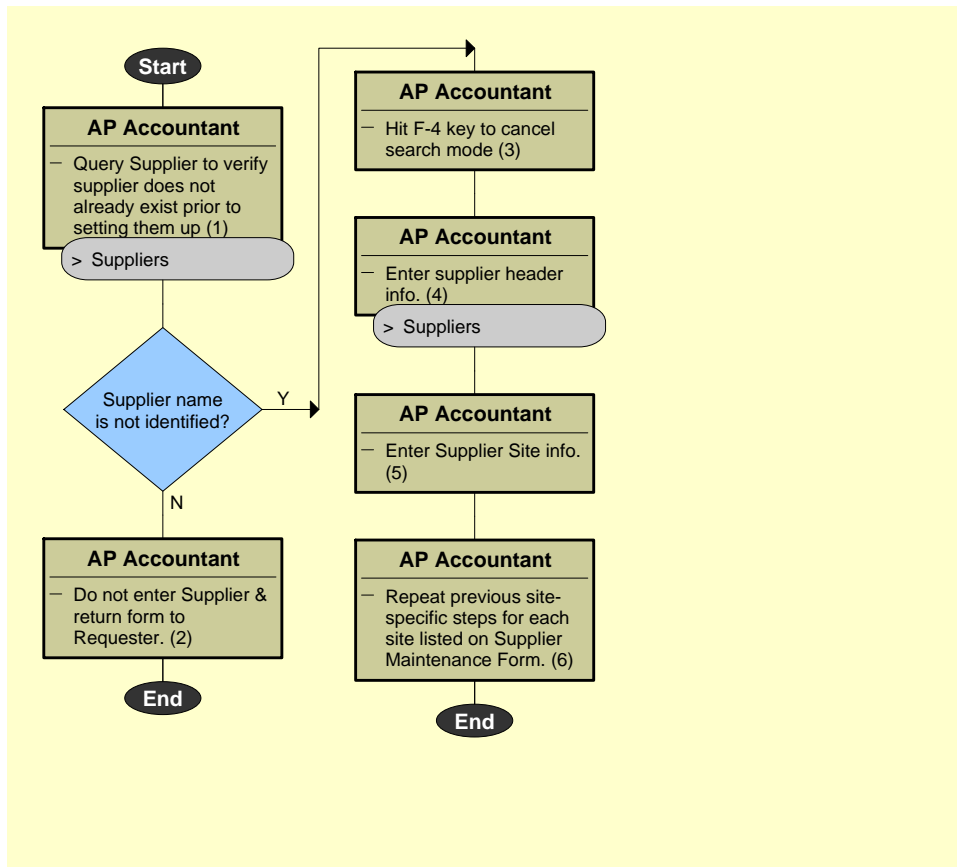 Start
AP Accountant
– Query Supplier to verify
supplier does not
already exist prior to
setting them up (1)
> Suppliers
Supplier name
is not identified?
Y
N
AP Accountant
– Do not enter Supplier &
return form to
Requester. (2)
End
AP Accountant
– Hit F-4 key to cancel
search mode (3)
AP Accountant
– Enter supplier header
info. (4)
> Suppliers
AP Accountant
– Enter Supplier Site info.
(5)
AP Accountant
– Repeat previous site-
specific steps for each
site listed on Supplier
Maintenance Form. (6)
End